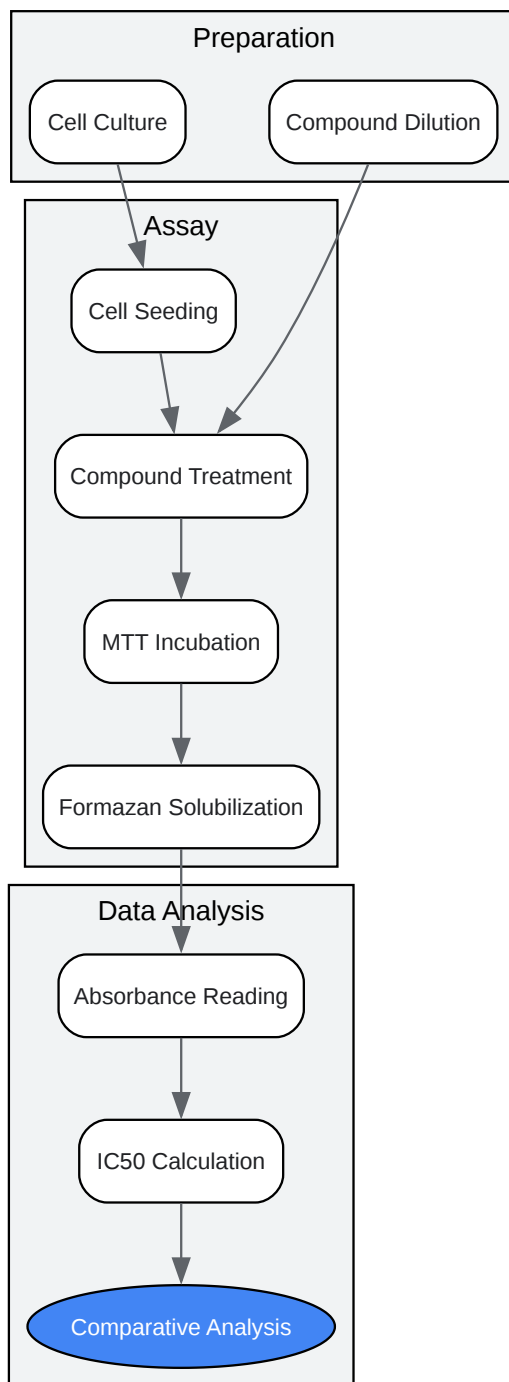 Preparation
Cell Culture
Compound Dilution
Assay
Cell Seeding
Compound Treatment
MTT Incubation
Formazan Solubilization
Data Analysis
Absorbance Reading
IC50 Calculation
Comparative Analysis